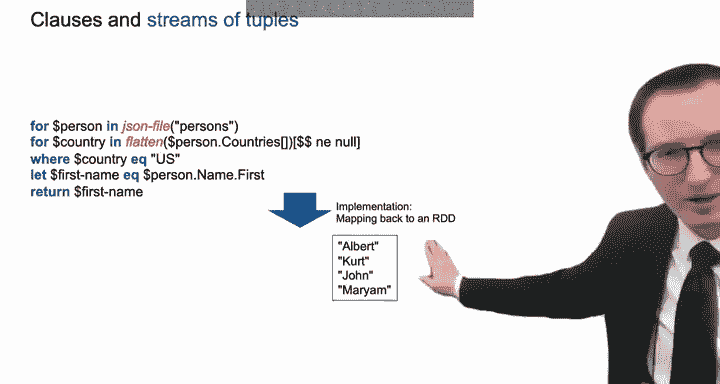 Clauses and streams of tuples
for $person in json-file("persons")
for $country in flatten($person.Countries[])[$$ ne null]
where $country eq "US"
let $first-name eq $person.Name.First
return $first-name
Implementation:
Mapping back to an RDD
"Albert"
"Kurt"
"John"
"Maryam"